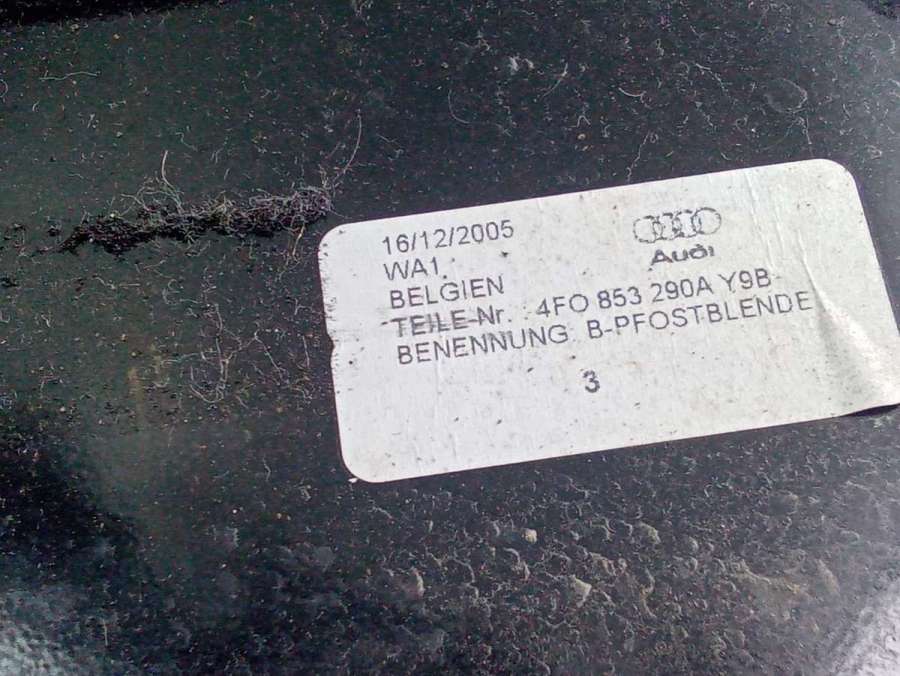 16/12/2005
Audi
WA1
BELGIEN
TEILE-Nr. : 4FO 853 290A Y9B
BENENNUNG: B-PFOSTBLENDE
3